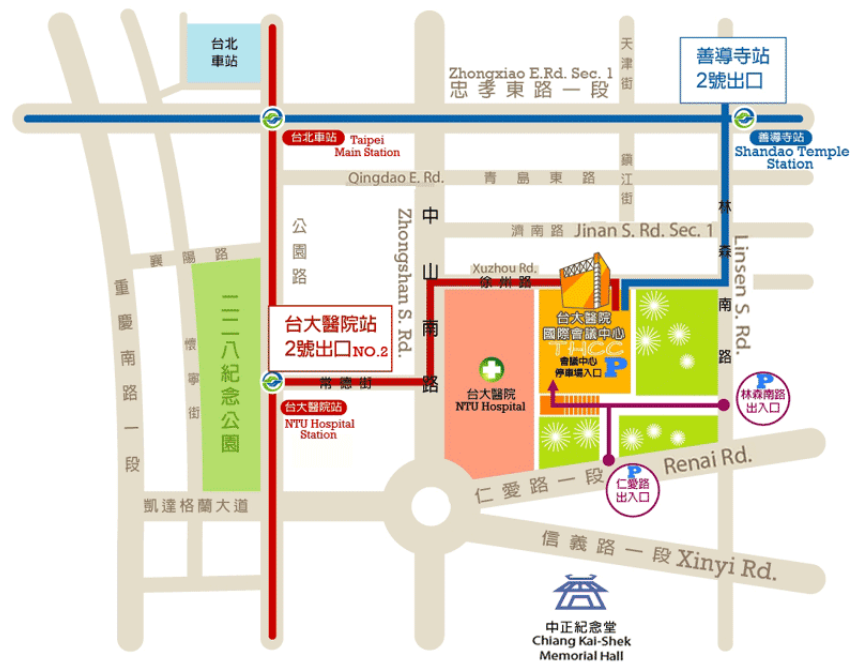 台北
車站
天
津
街
善導寺站
2號出口
Zhongxiao E.Rd. Sec. 1
忠孝東路一段
台北車站
Taipei
Main Station
善導寺站
Shandao Temple
Station
Qingdao E. Rd.
青島東路
鎮
江
街
林
森
南
路
Linsen S. Rd.
公
園
路
中
山
南
路
Zhongshan S. Rd.
濟南路 Jinan S. Rd. Sec. 1
襄陽路
Xuzhou Rd.
徐州路
重
慶
南
路
一
段
二
二
八
紀
念
公
園
懷
寧
街
台大醫院站
2號出口NO.2
台大醫院
國際會議中心
THCC
會議中心
停車場入口 P
常德街
台大醫院站
NTU Hospital
Station
台大醫院
NTU Hospital
P
林森南路
出入口
P
仁愛路
出入口
仁愛路一段 Renai Rd.
凱達格蘭大道
信義路一段 Xinyi Rd.
中正紀念堂
Chiang Kai-Shek
Memorial Hall